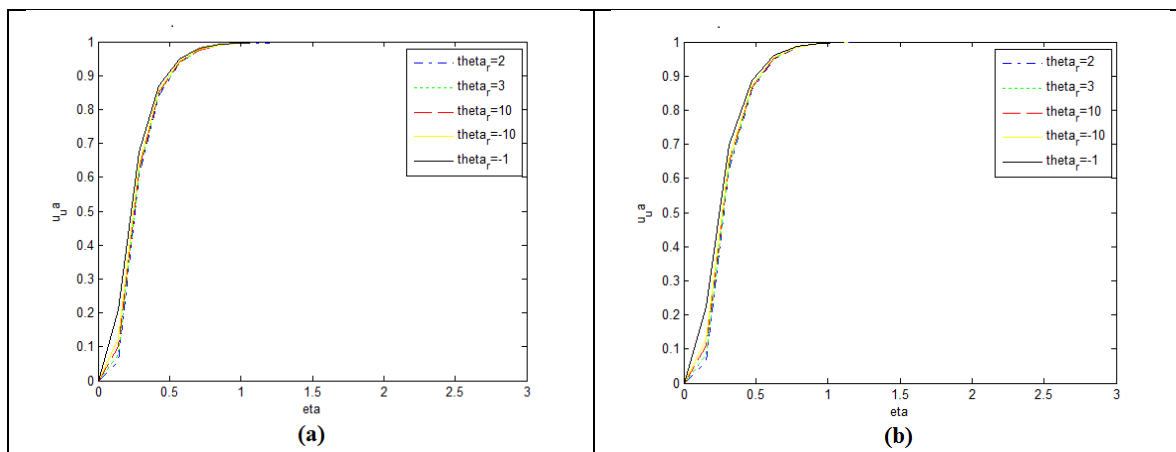 1
0.9
0.8
0.7
0.6
0.5
0.4
0.3
0.2
0.1
0
u_ua
0 0.5 1 1.5 2 2.5 3
eta
theta_r=2
theta_r=3
theta_r=10
theta_r=-10
theta_r=-1
(a)
1
0.9
0.8
0.7
0.6
0.5
0.4
0.3
0.2
0.1
0
u_ua
0 0.5 1 1.5 2 2.5 3
eta
theta_r=2
theta_r=3
theta_r=10
theta_r=-10
theta_r=-1
(b)